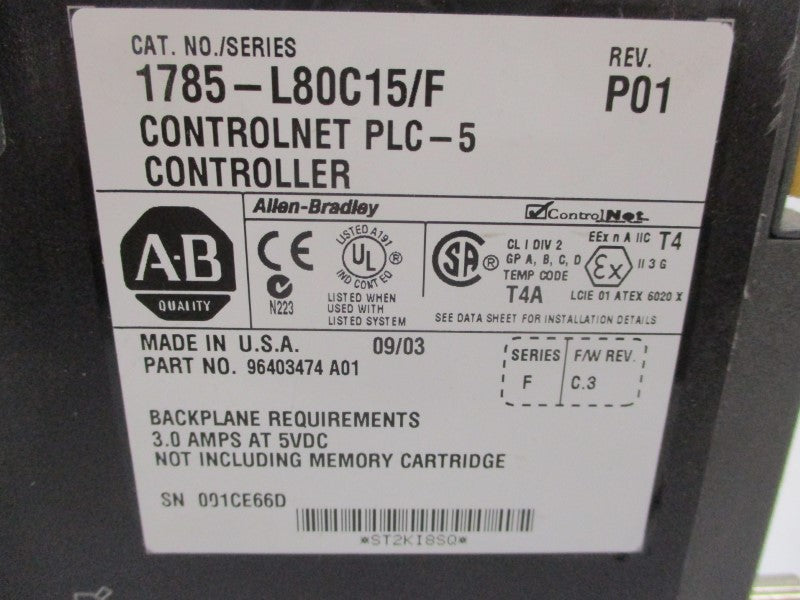 CAT. NO./SERIES
REV.
1785-L80C15/F
P01
CONTROLNET PLC-5
CONTROLLER
Allen-Bradley
ControlNet
A-B
QUALITY
CE
N223
LISTED A197
UL
®
IND CONT EQ
LISTED WHEN
USED WITH
LISTED SYSTEM
SA ®
CL I DIV 2
GP A, B, C, D
TEMP CODE
T4A
EEx n A IIC T4
Ex
II 3 G
LCIE 01 ATEX 6020 X
SEE DATA SHEET FOR INSTALLATION DETAILS
MADE IN U.S.A. 09/03
PART NO. 96403474 A01
SERIES F/W REV.
F C.3
BACKPLANE REQUIREMENTS
3.0 AMPS AT 5VDC
NOT INCLUDING MEMORY CARTRIDGE
SN 001CE66D
*ST2KI8SQ*